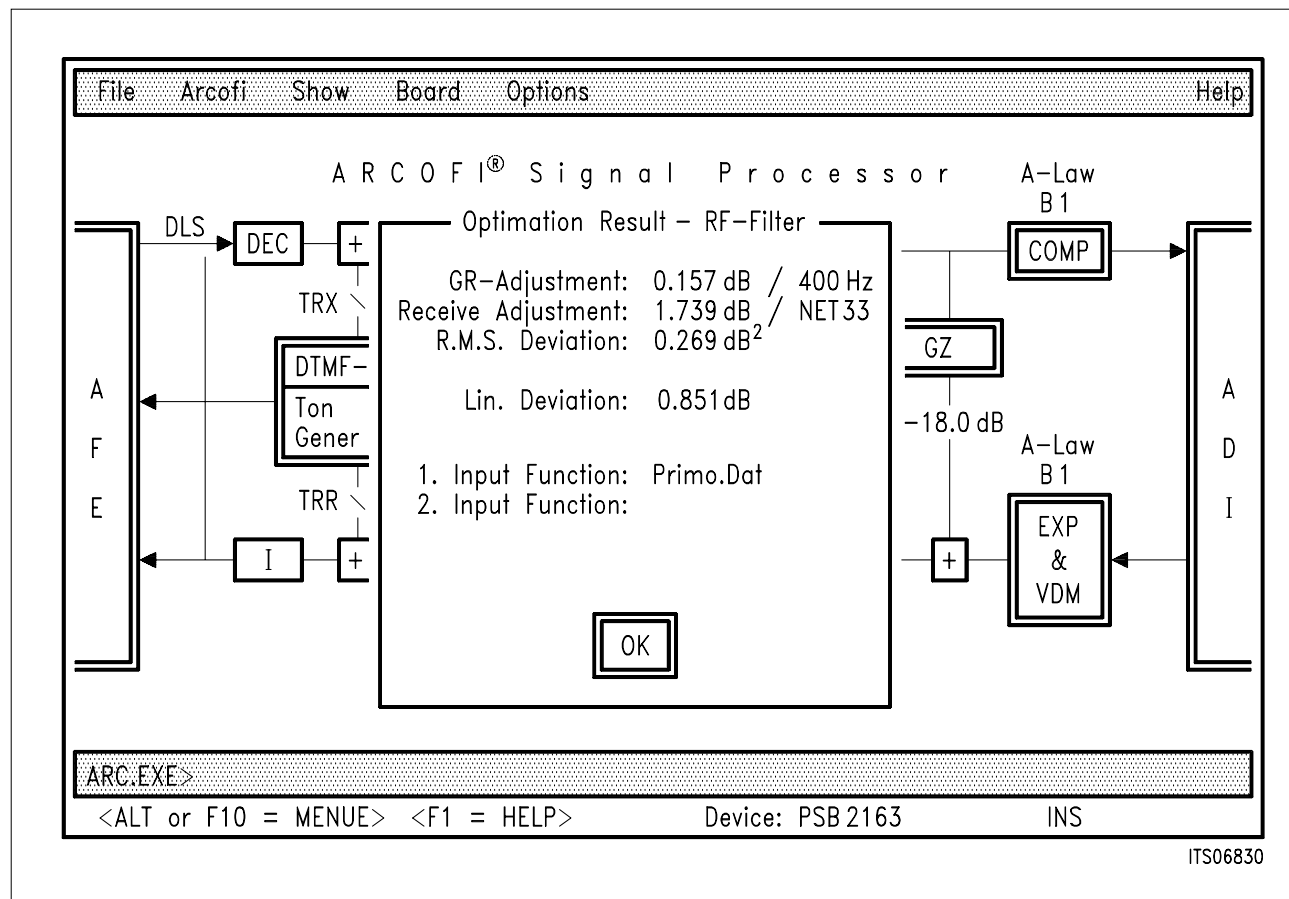 File Arcofi Show Board Options Help
ARCOFI® Signal Processor
A-Law
B1
DLS
DEC
+
Optimation Result - RF-Filter
COMP
GR-Adjustment: 0.157 dB / 400 Hz
TRX
Receive Adjustment: 1.739 dB / NET33
R.M.S. Deviation: 0.269 dB²
GZ
DTMF-
Ton
Gener
Lin. Deviation: 0.851 dB
-18.0 dB
A
F
E
A
D
I
A-Law
B1
1. Input Function: Primo.Dat
2. Input Function:
TRR
EXP
&
VDM
I
+
+
OK
ARC.EXE>
<ALT or F10 = MENUE> <F1 = HELP> Device: PSB 2163 INS
ITS06830